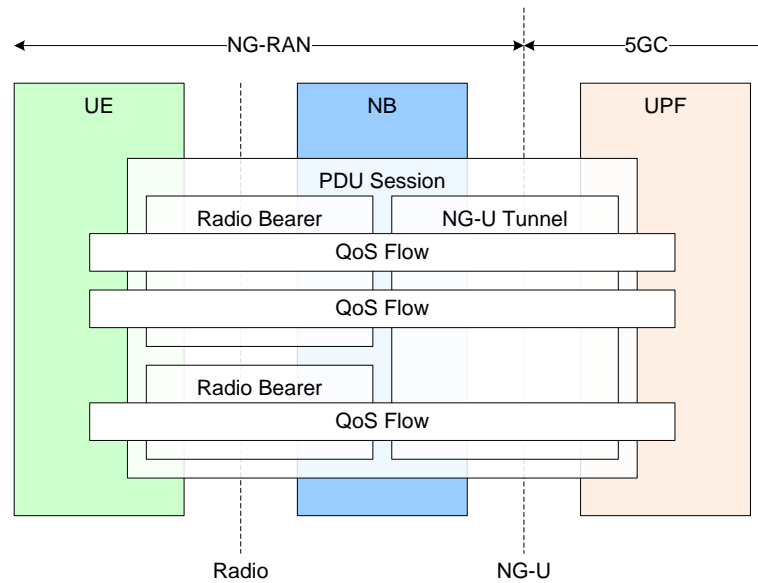 NG-RAN
5GC
UE
NB
UPF
PDU Session
Radio Bearer
NG-U Tunnel
QoS Flow
QoS Flow
Radio Bearer
QoS Flow
Radio
NG-U